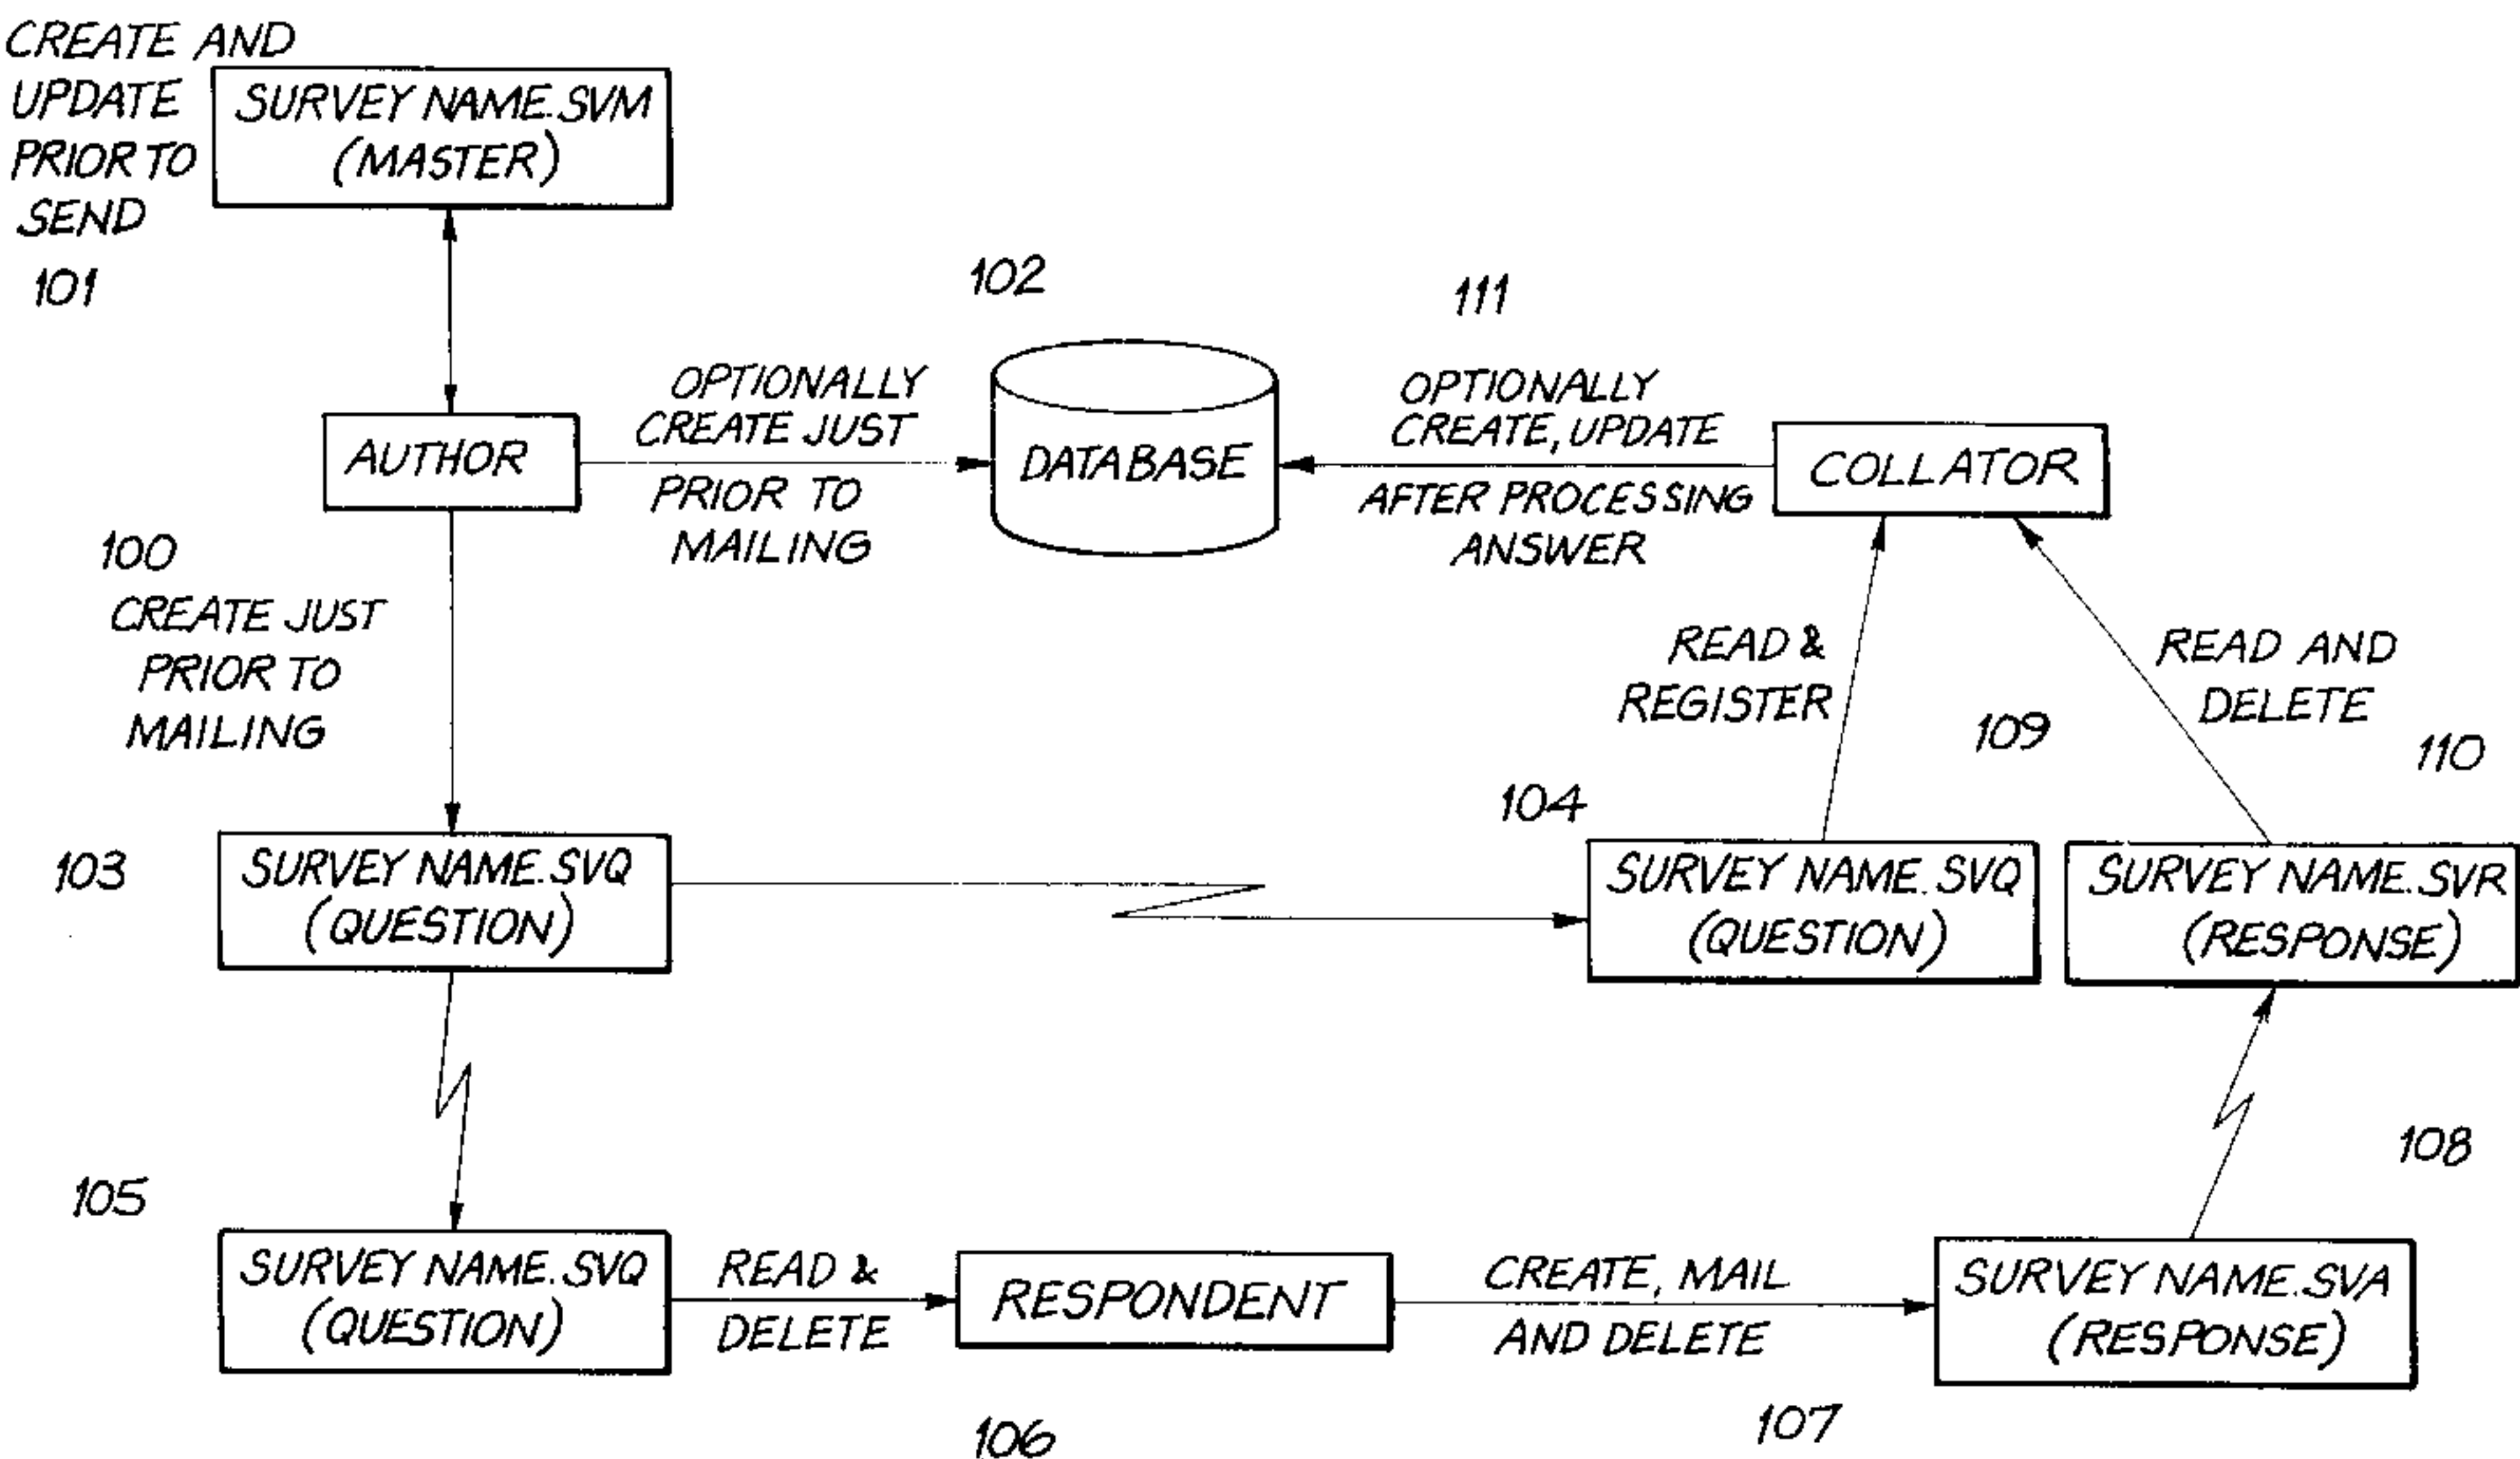 CREATE AND
UPDATE
PRIOR TO
SEND
101
SURVEY NAME.SVM
(MASTER)
102
111
AUTHOR
OPTIONALLY
CREATE JUST
PRIOR TO
MAILING
DATABASE
OPTIONALLY
CREATE, UPDATE
AFTER PROCESSING
ANSWER
COLLATOR
100
CREATE JUST
PRIOR TO
MAILING
READ &
REGISTER
109
READ AND
DELETE
110
103
SURVEY NAME.SVQ
(QUESTION)
104
SURVEY NAME.SVQ
(QUESTION)
SURVEY NAME.SVR
(RESPONSE)
108
105
SURVEY NAME.SVQ
(QUESTION)
READ &
DELETE
RESPONDENT
106
CREATE, MAIL
AND DELETE
107
SURVEY NAME.SVA
(RESPONSE)